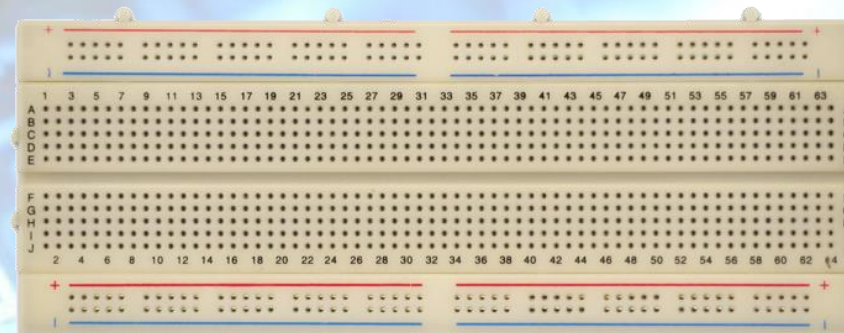 + +
- -
1 3 5 7 9 11 13 15 17 19 21 23 25 27 29 31 33 35 37 39 41 43 45 47 49 51 53 55 57 59 61 63
A
B
C
D
E
F
G
H
I
J
2 4 6 8 10 12 14 16 18 20 22 24 26 28 30 32 34 36 38 40 42 44 46 48 50 52 54 56 58 60 62 64
+ +
- -